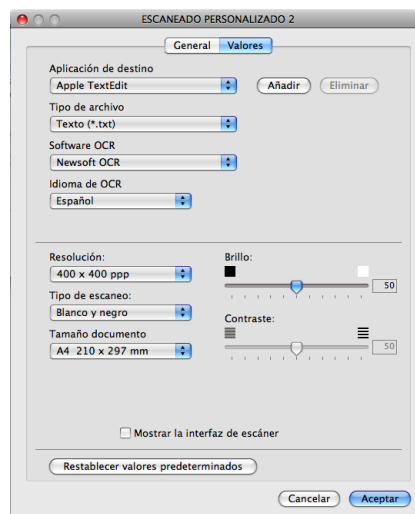 ESCANEADO PERSONALIZADO 2
General Valores
Aplicación de destino
Apple TextEdit Añadir Eliminar
Tipo de archivo
Texto (*.txt)
Software OCR
Newsoft OCR
Idioma de OCR
Español
Resolución: Brillo:
400 x 400 ppp 50
Tipo de escaneo:
Blanco y negro Contraste:
Tamaño documento
A4 210 x 297 mm 50
Mostrar la interfaz de escáner
Restablecer valores predeterminados
Cancelar Aceptar